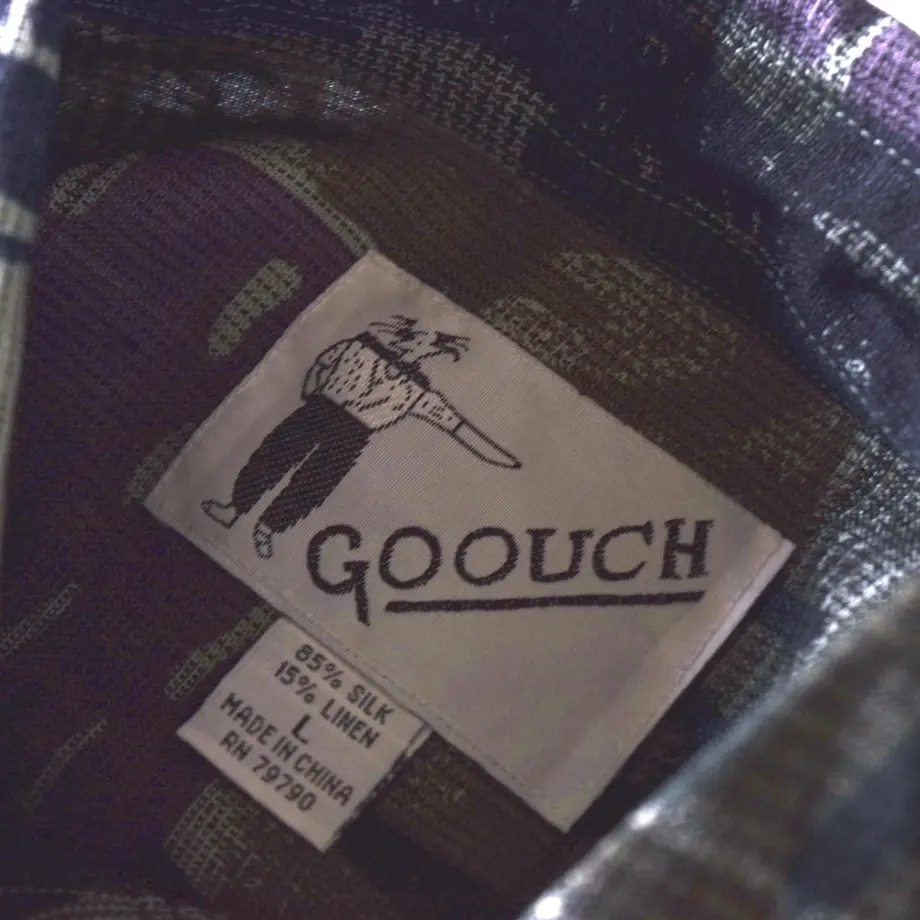 GOOUCH
85% SILK
15% LINEN
L
MADE IN CHINA
RN 79790